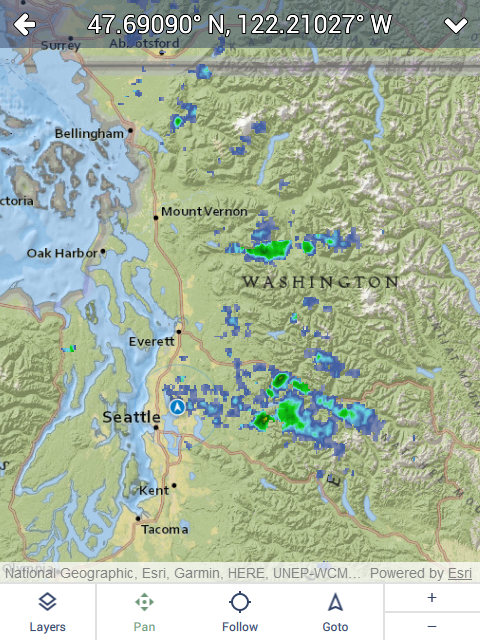 47.69090° N, 122.21027° W
Surrey
Abbotsford
Bellingham
ctoria
Mount Vernon
Oak Harbor
WASHINGTON
Everett
Seattle
Kent
Tacoma
Olympia
National Geographic, Esri, Garmin, HERE, UNEP-WCM… Powered by Esri
Layers Pan Follow Goto + −